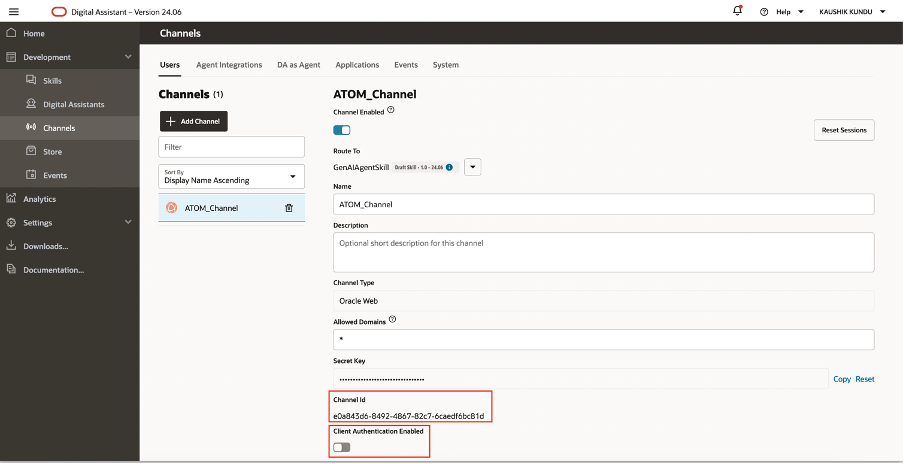 Digital Assistant – Version 24.06
Help
KAUSHIK KUNDU
Home
Development
Skills
Digital Assistants
Channels
Store
Events
Analytics
Settings
Downloads...
Documentation...
Channels
Users
Agent Integrations
DA as Agent
Applications
Events
System
Channels (1)
Add Channel
Filter
Sort By
Display Name Ascending
ATOM_Channel
ATOM_Channel
Channel Enabled
Reset Sessions
Route To
GenAIAgentSkill Draft Skill - 1.0 - 24.06
Name
ATOM_Channel
Description
Optional short description for this channel
Channel Type
Oracle Web
Allowed Domains
*
Secret Key
••••••••••••••••••••••••••••••••
Copy Reset
Channel Id
e0a843d6-8492-4867-82c7-6caedf6bc81d
Client Authentication Enabled